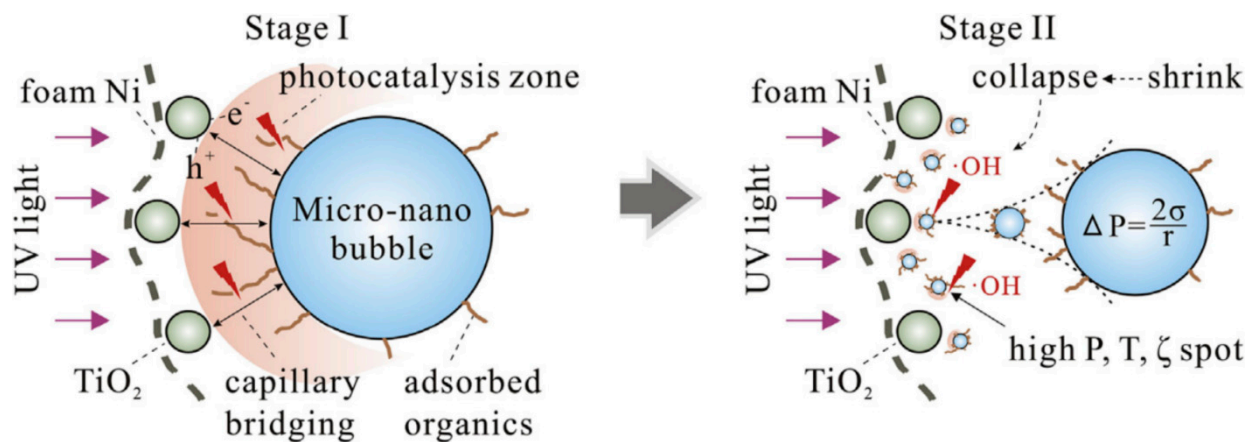 Stage I
foam Ni
photocatalysis zone
e⁻
h⁺
UV light
Micro-nano
bubble
TiO₂
capillary
bridging
adsorbed
organics
Stage II
foam Ni
collapse
shrink
·OH
UV light
ΔP=2σ/r
·OH
high P, T, ζ spot